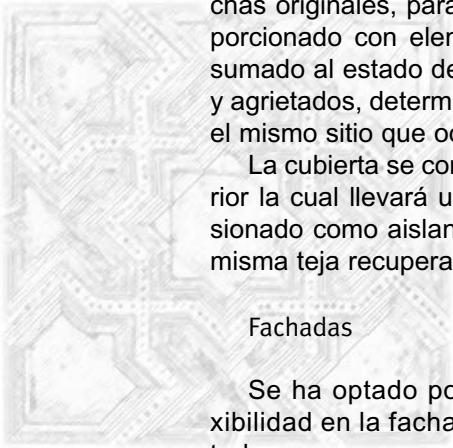 chas originales, para
porcionado con elen
sumado al estado de
y agrietados, determ
el mismo sitio que oc
La cubierta se con
rior la cual llevará u
sionado como aislan
misma teja recupera
Fachadas
Se ha optado po
xibilidad en la facha